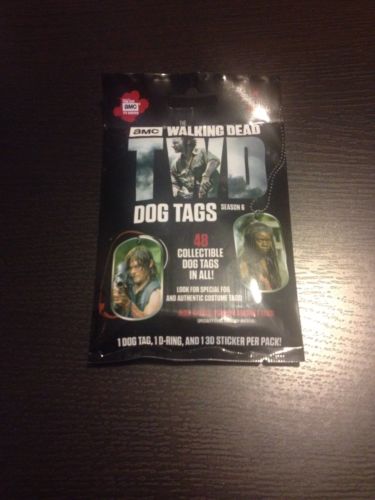 AMC
THE
AMC WALKING DEAD
TWD
DOG TAGS SEASON 6
48
COLLECTIBLE
DOG TAGS
IN ALL!
LOOK FOR SPECIAL FOIL
AND AUTHENTIC COSTUME TAGS!
1 DOG TAG, 1 D-RING, AND 1 3D STICKER PER PACK!